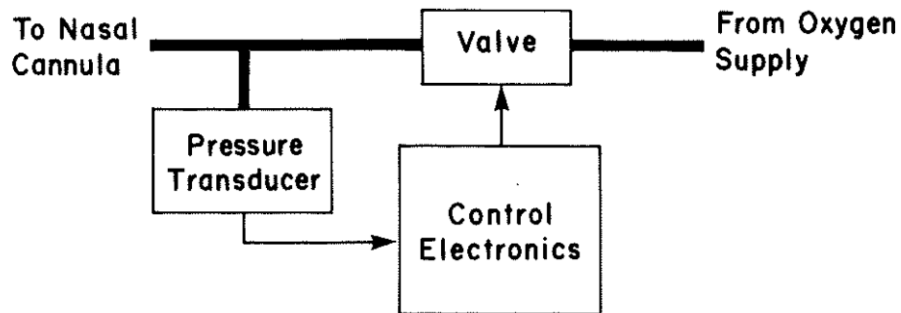 To Nasal
Cannula
Valve
From Oxygen
Supply
Pressure
Transducer
Control
Electronics